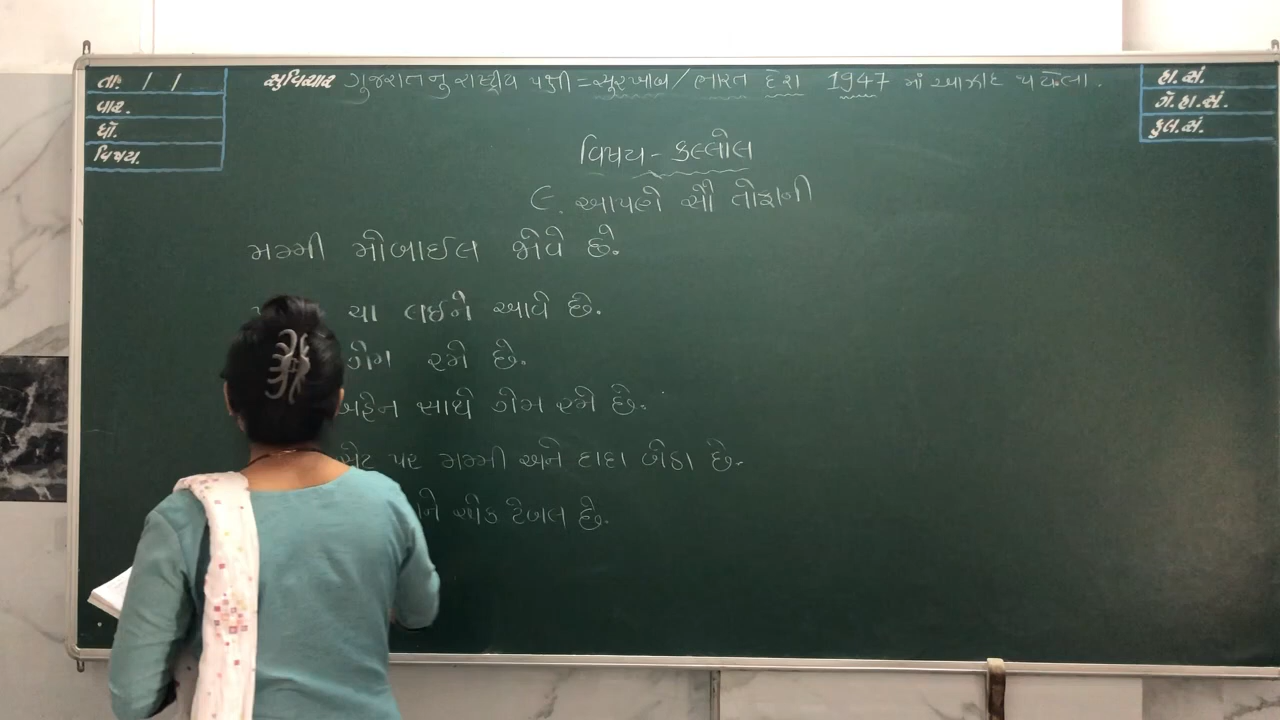 તા: / /
વાર.
ધો.
વિષય.
સુવિચાર ગુજરાતનુ રાષ્ટ્રીય પક્ષી = સુરખાબ / ભારત દેશ 1947 માં આઝાદ થયેલો.
હા.સં.
ગે.હા.સં.
કુલ.સં.
વિષય - કલ્લોલ
૯. આપણે સૌ તોફાની
મમ્મી મોબાઈલ જોવે છે.
ચા લઈને આવે છે.
ગેમ રમે છે.
બહેન સાથે ગેમ રમે છે.
પર મમ્મી અને દાદા બેઠા છે.
એક ટેબલ છે.